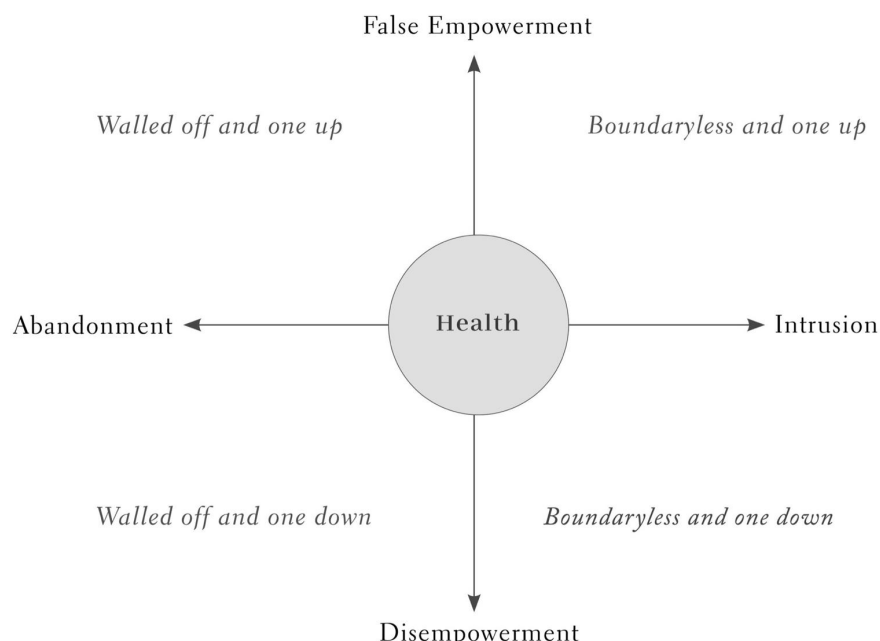 False Empowerment
Walled off and one up
Boundaryless and one up
Abandonment
Health
Intrusion
Walled off and one down
Boundaryless and one down
Disempowerment